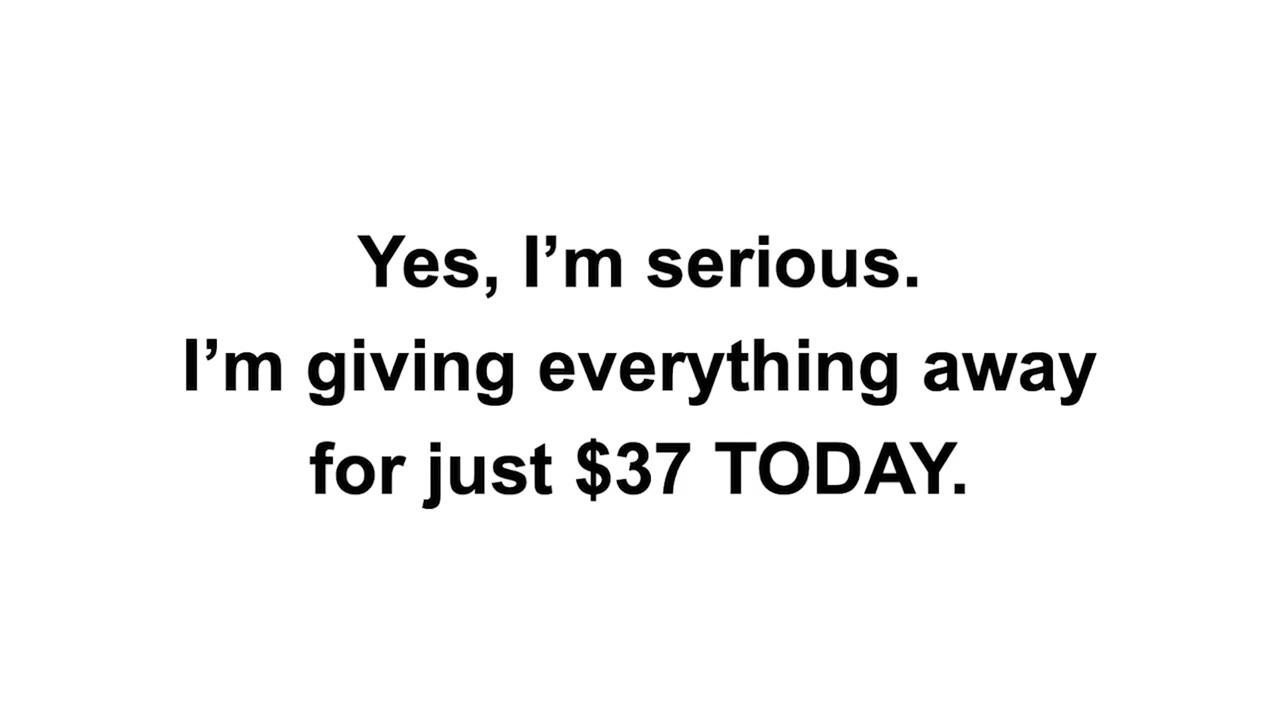 Yes, I’m serious.
I’m giving everything away
for just $37 TODAY.